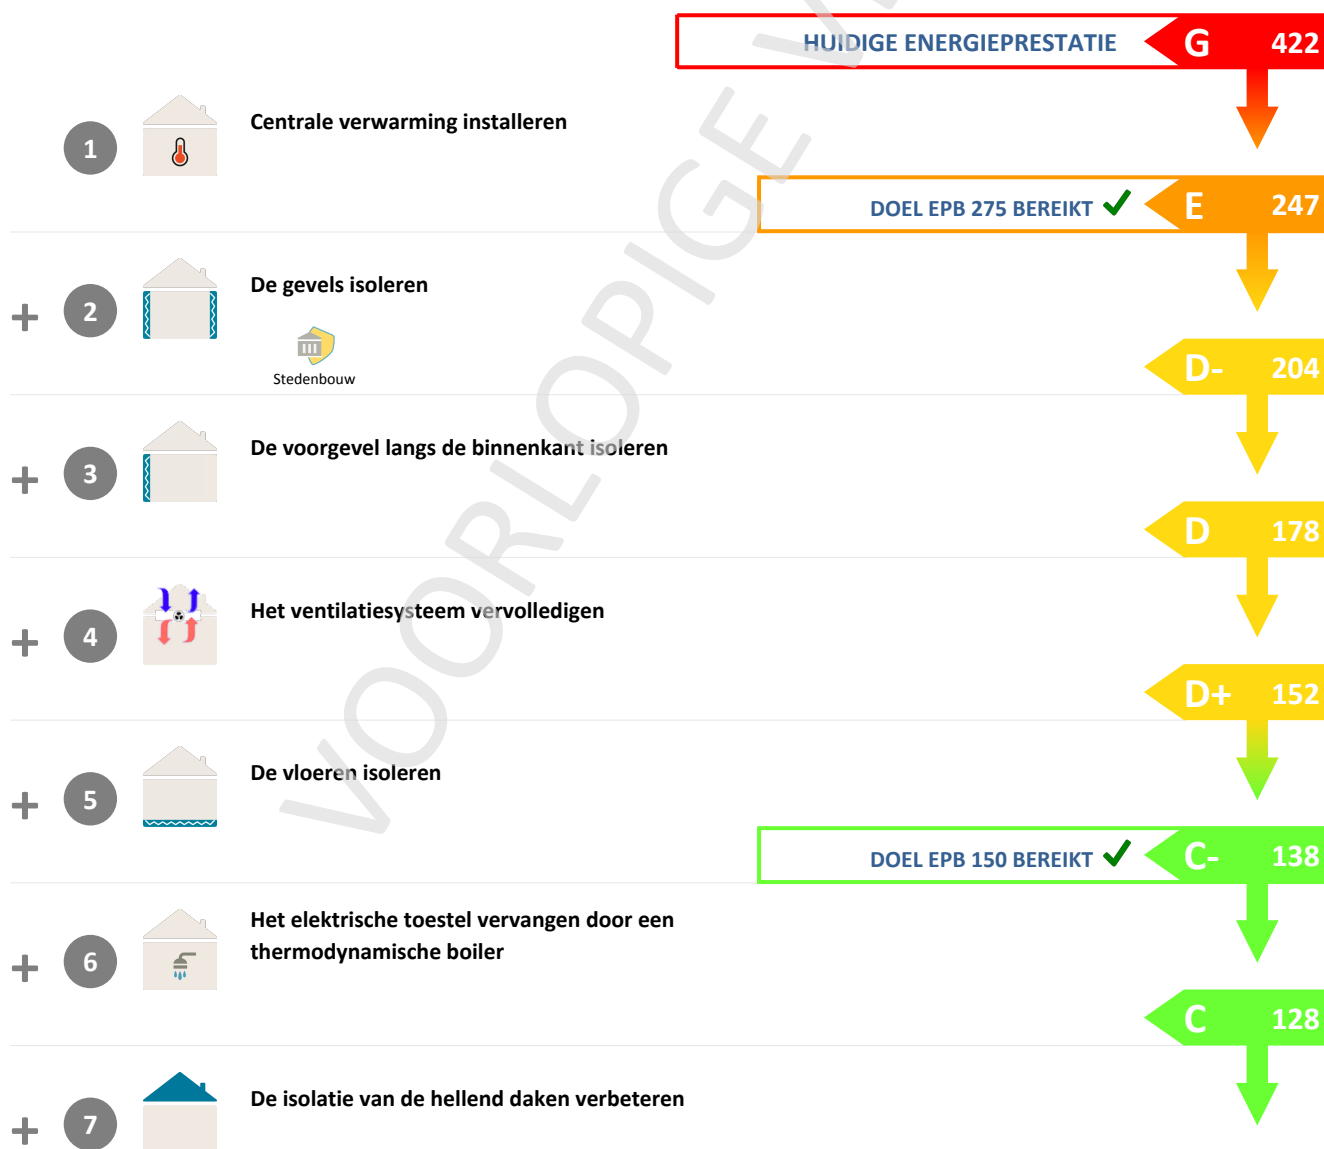 HUIDIGE ENERGIEPRESTATIE G 422
1 Centrale verwarming installeren
DOEL EPB 275 BEREIKT E 247
+ 2 De gevels isoleren
Stedenbouw
D- 204
+ 3 De voorgevel langs de binnenkant isoleren
D 178
+ 4 Het ventilatiesysteem vervolledigen
D+ 152
+ 5 De vloeren isoleren
DOEL EPB 150 BEREIKT C- 138
+ 6 Het elektrische toestel vervangen door een
thermodynamische boiler
C 128
+ 7 De isolatie van de hellend daken verbeteren
VOORLOPIGE V